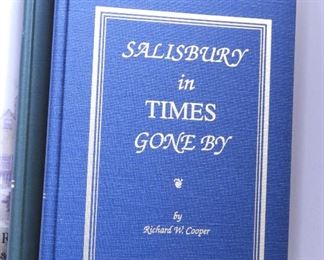 SALISBURY
in
TIMES
GONE BY
by
Richard W. Cooper